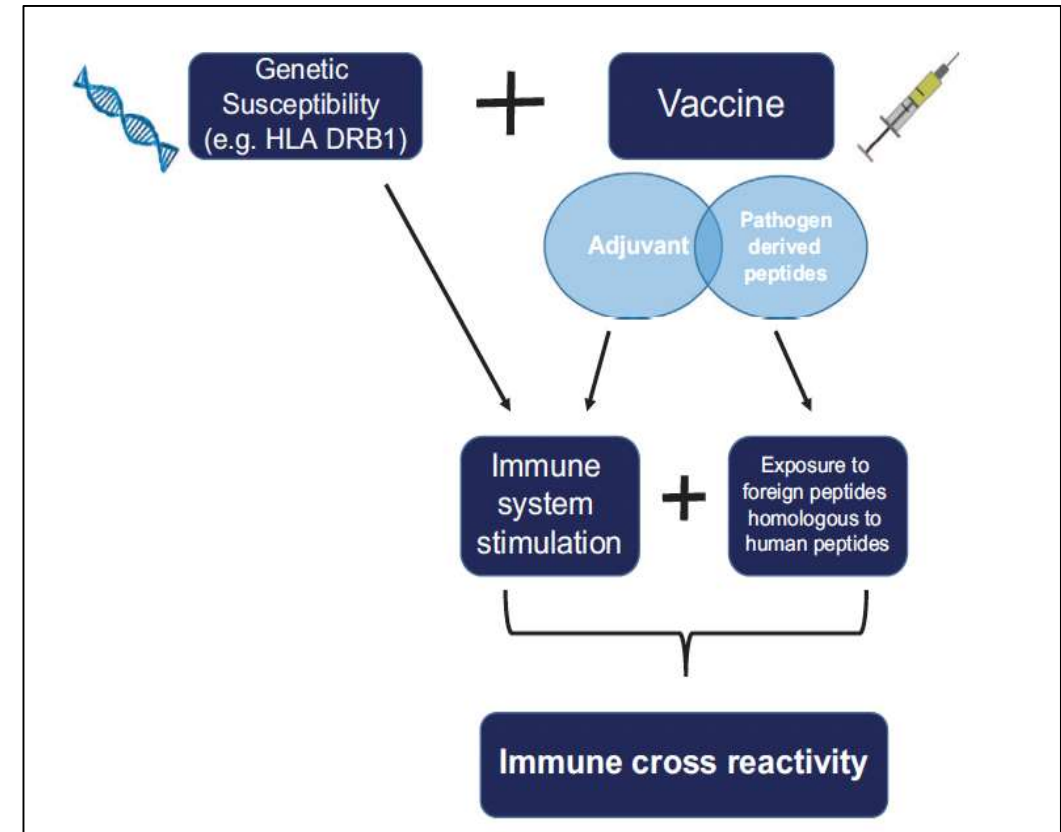 Genetic
Susceptibility
(e.g. HLA DRB1)
+
Vaccine
Adjuvant
Pathogen
derived
peptides
Immune
system
stimulation
+
Exposure to
foreign peptides
homologous to
human peptides
Immune cross reactivity